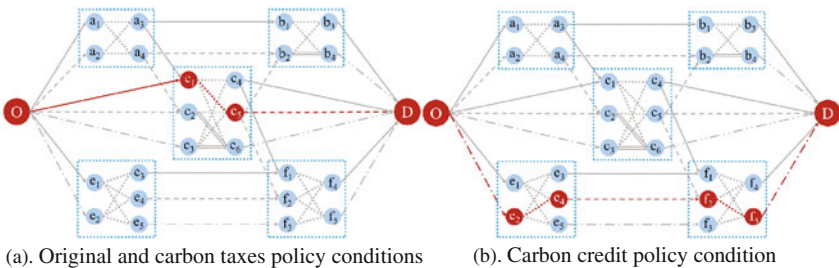 a₁ a₃ b₁ b₃
a₂ a₄ b₂ b₄
c₁ c₄
O c₂ c₅ D
c₃ c₆
e₁ e₃ f₁ f₄
e₂ e₄ f₂ f₅
e₅ f₃
(a). Original and carbon taxes policy conditions
a₁ a₃ b₁ b₃
a₂ a₄ b₂ b₄
c₁ c₄
O c₂ c₅ D
c₃ c₆
e₁ e₃ f₁ f₄
e₂ e₄ f₂ f₅
e₅ f₃
(b). Carbon credit policy condition